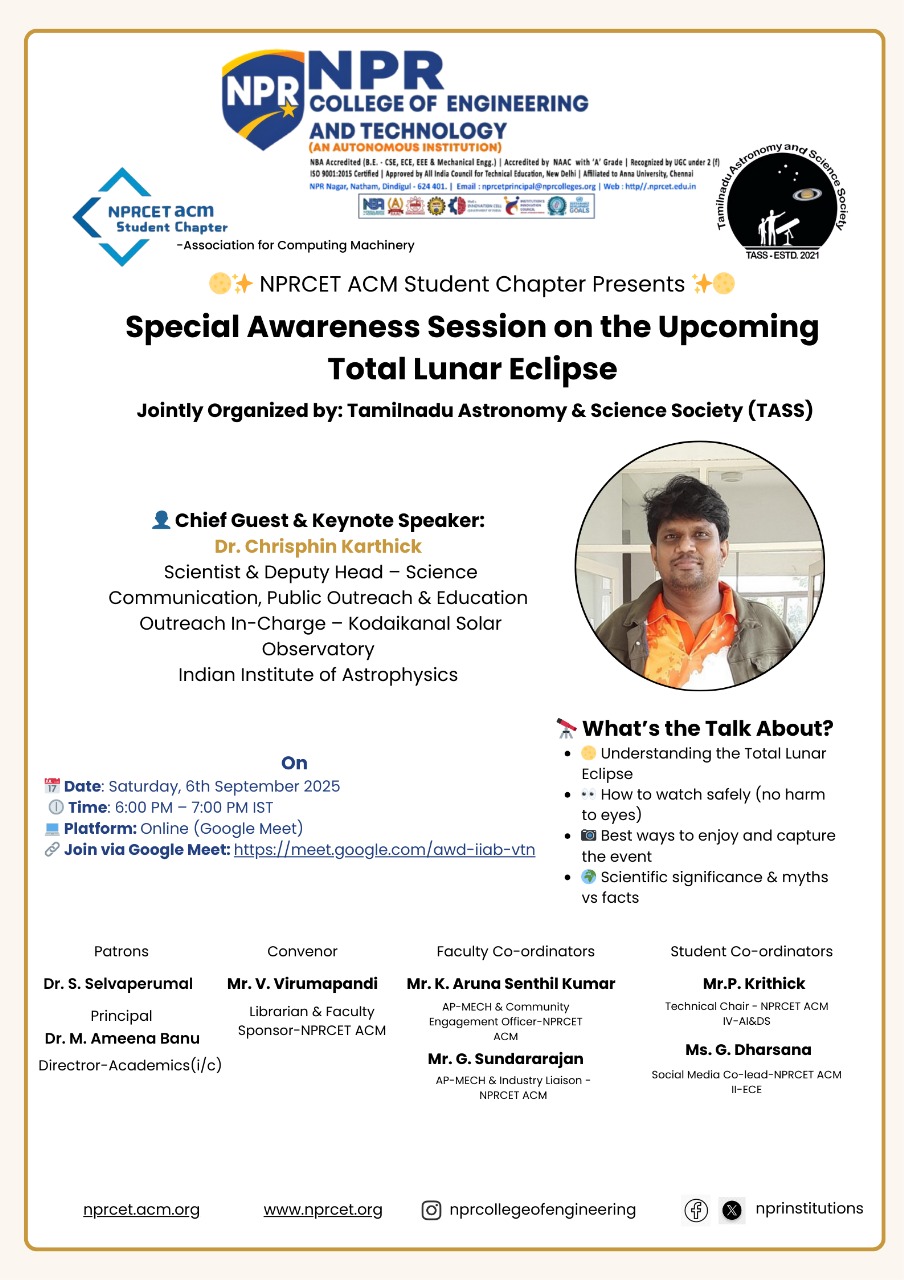 NPR
NPR
COLLEGE OF ENGINEERING
AND TECHNOLOGY
(AN AUTONOMOUS INSTITUTION)
NBA Accredited (B.E. - CSE, ECE, EEE & Mechanical Engg.) | Accredited by NAAC with 'A' Grade | Recognized by UGC under 2 (f)
ISO 9001:2015 Certified | Approved by All India Council for Technical Education, New Delhi | Affiliated to Anna University, Chennai
NPR Nagar, Natham, Dindigul - 624 401. | Email : nprcetprincipal@nprcolleges.org | Web : http//.nprcet.edu.in
NPRCET acm
Student Chapter
-Association for Computing Machinery
Tamilnadu Astronomy and Science Society
TASS - ESTD. 2021
NPRCET ACM Student Chapter Presents
Special Awareness Session on the Upcoming
Total Lunar Eclipse
Jointly Organized by: Tamilnadu Astronomy & Science Society (TASS)
Chief Guest & Keynote Speaker:
Dr. Chrisphin Karthick
Scientist & Deputy Head – Science
Communication, Public Outreach & Education
Outreach In-Charge – Kodaikanal Solar
Observatory
Indian Institute of Astrophysics
On
Date: Saturday, 6th September 2025
Time: 6:00 PM – 7:00 PM IST
Platform: Online (Google Meet)
Join via Google Meet: https://meet.google.com/awd-iiab-vtn
What's the Talk About?
• Understanding the Total Lunar
Eclipse
• How to watch safely (no harm
to eyes)
• Best ways to enjoy and capture
the event
• Scientific significance & myths
vs facts
Patrons
Dr. S. Selvaperumal
Principal
Dr. M. Ameena Banu
Directror-Academics(i/c)
Convenor
Mr. V. Virumapandi
Librarian & Faculty
Sponsor-NPRCET ACM
Faculty Co-ordinators
Mr. K. Aruna Senthil Kumar
AP-MECH & Community
Engagement Officer-NPRCET
ACM
Mr. G. Sundararajan
AP-MECH & Industry Liaison -
NPRCET ACM
Student Co-ordinators
Mr.P. Krithick
Technical Chair - NPRCET ACM
IV-AI&DS
Ms. G. Dharsana
Social Media Co-lead-NPRCET ACM
II-ECE
nprcet.acm.org
www.nprcet.org
nprcollegeofengineering
nprinstitutions